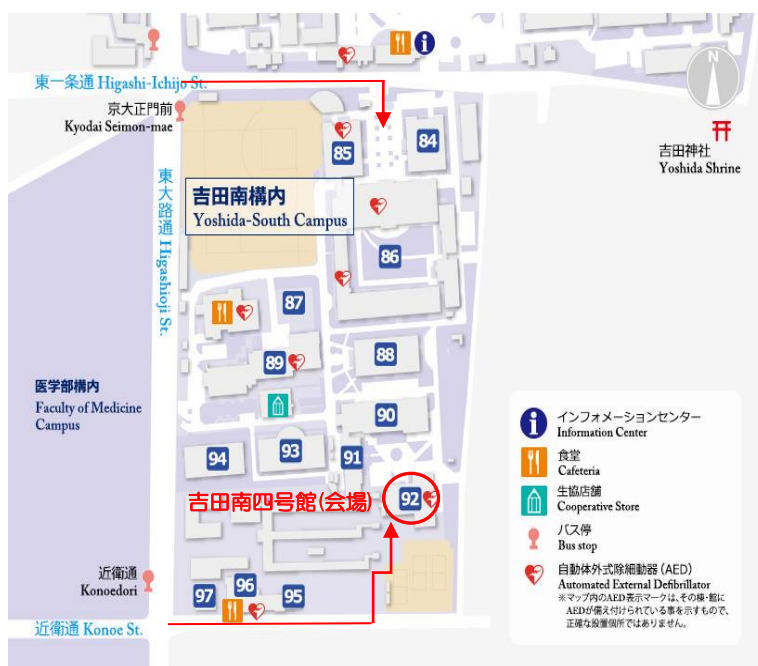 東一条通 Higashi-Ichijo St.
京大正門前
Kyodai Seimon-mae
N
吉田神社
Yoshida Shrine
85
84
東大路通 Higashioji St.
吉田南構内
Yoshida-South Campus
86
87
88
89
医学部構内
Faculty of Medicine
Campus
90
91
93
94
吉田南四号館(会場)
92
近衛通
Konoedori
97
96
95
近衛通 Konoe St.
i
インフォメーションセンター
Information Center
食堂
Cafeteria
生協店舗
Cooperative Store
バス停
Bus stop
自動体外式除細動器 (AED)
Automated External Defibrillator
※マップ内のAED表示マークは、その棟・館に
AEDが備え付けられている事を示すもので、
正確な設置個所ではありません。